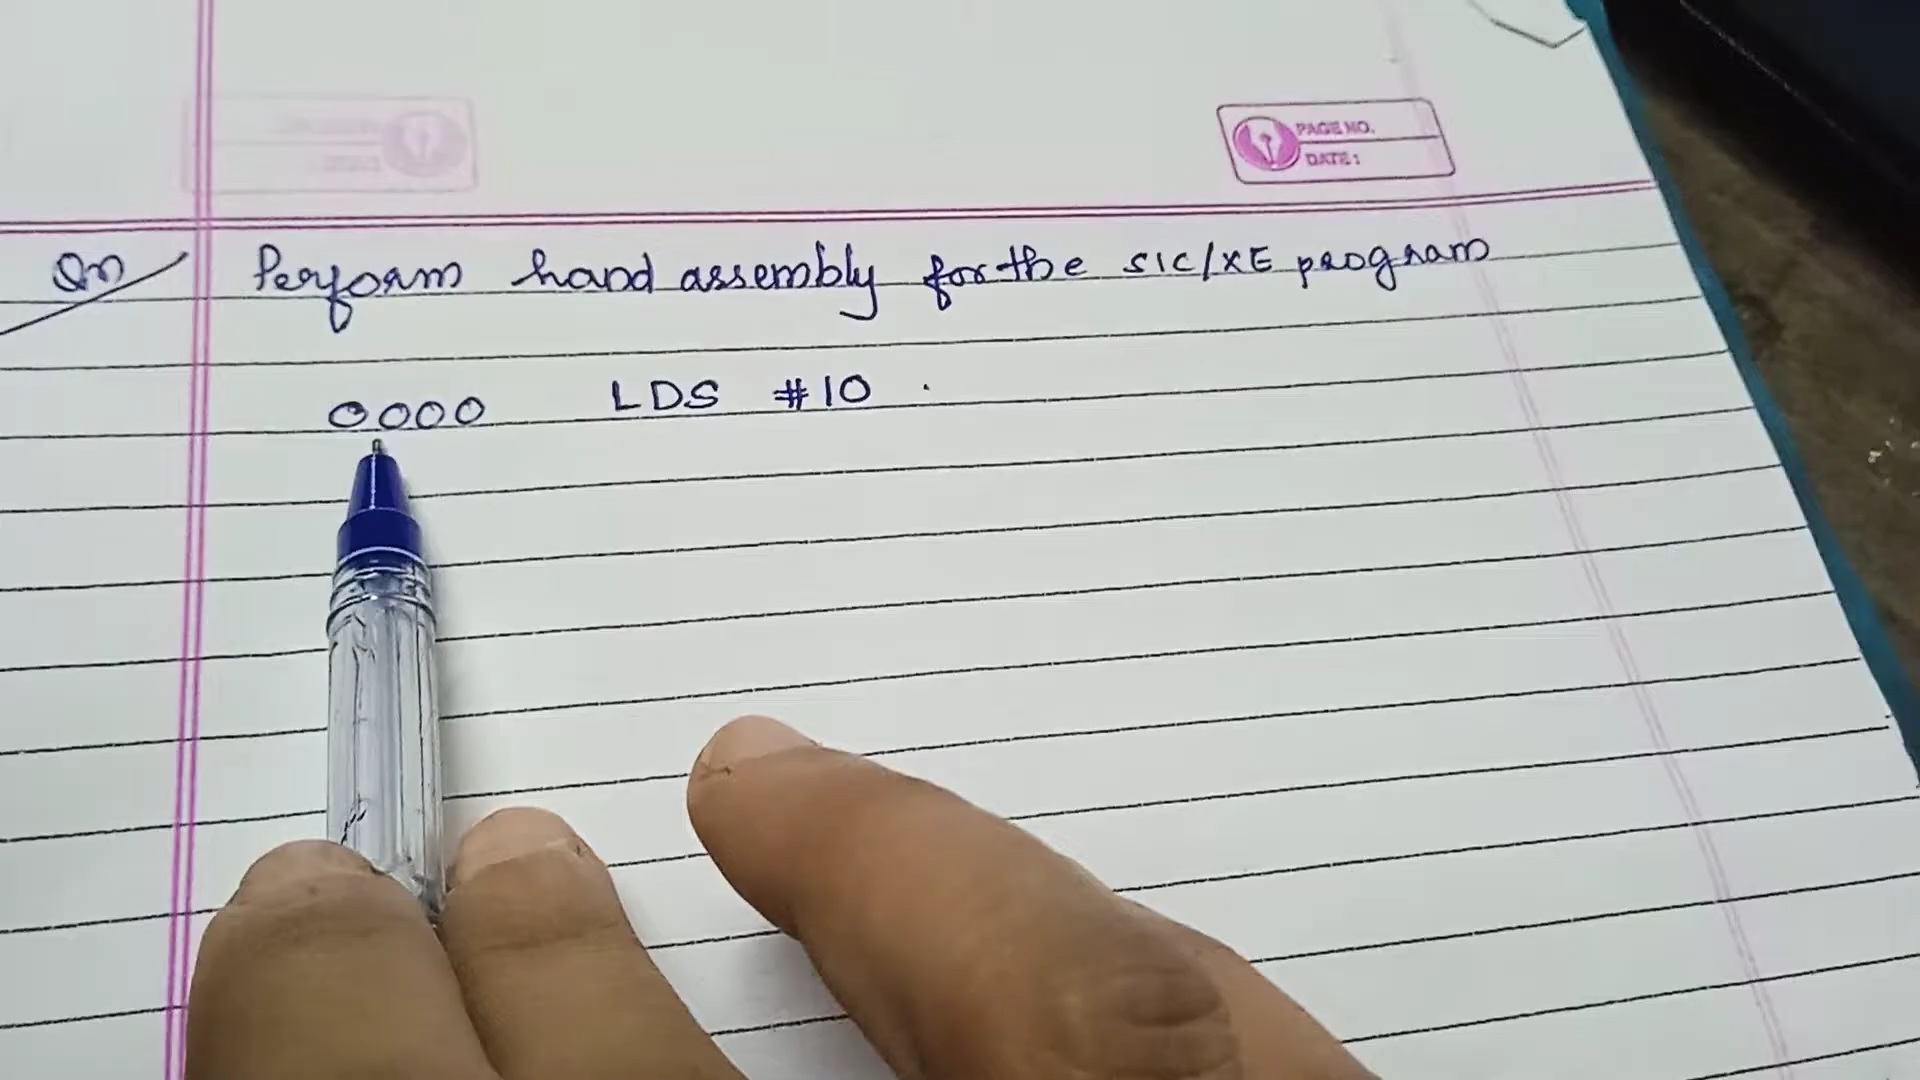 PAGE NO.
DATE:
Qn Perform hand assembly for the SIC/XE program
0000 LDS #10